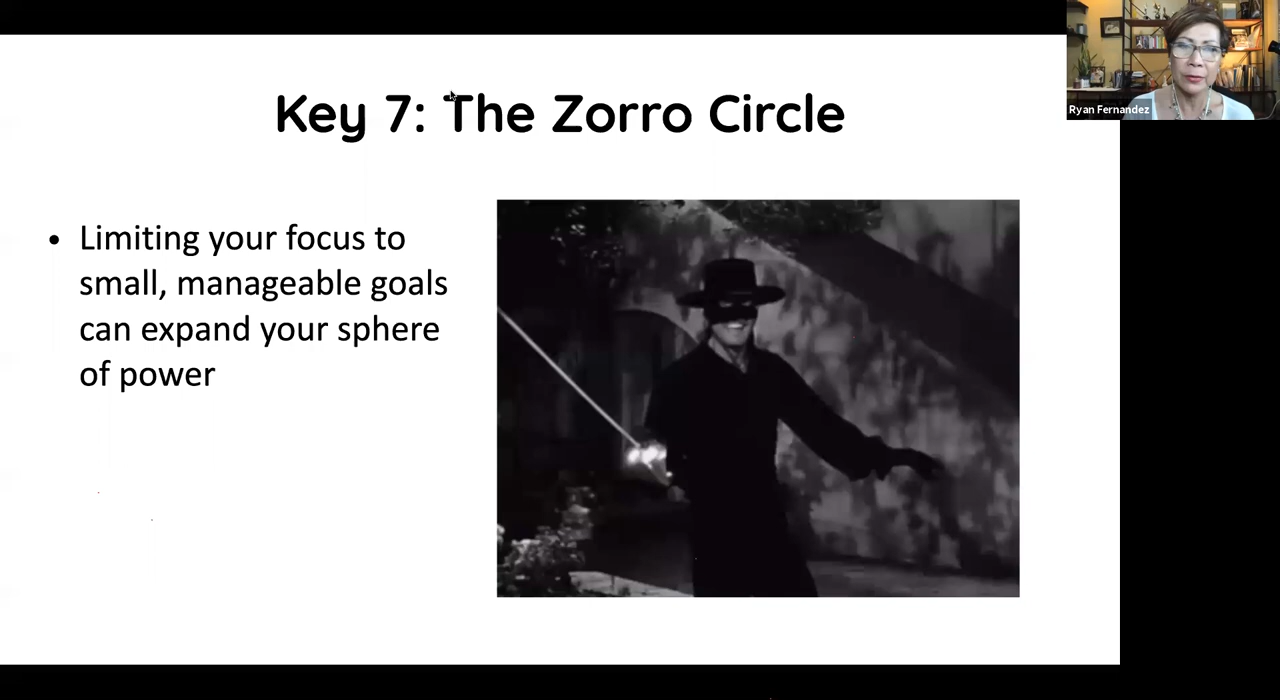 Key 7: The Zorro Circle
Ryan Fernandez
• Limiting your focus to
small, manageable goals
can expand your sphere
of power